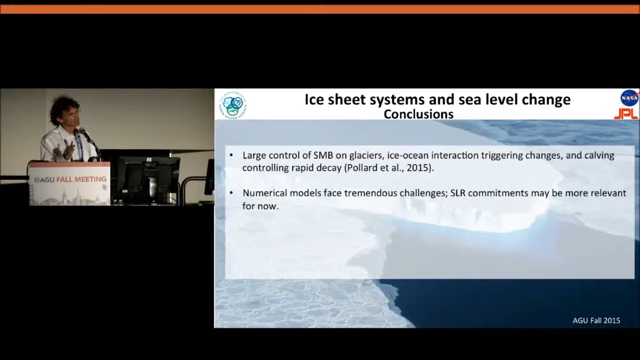 Ice sheet systems and sea level change
Conclusions
NASA
JPL
• Large control of SMB on glaciers, ice-ocean interaction triggering changes, and calving
controlling rapid decay (Pollard et al., 2015).
• Numerical models face tremendous challenges; SLR commitments may be more relevant
for now.
AGU FALL MEETING
AGU Fall 2015